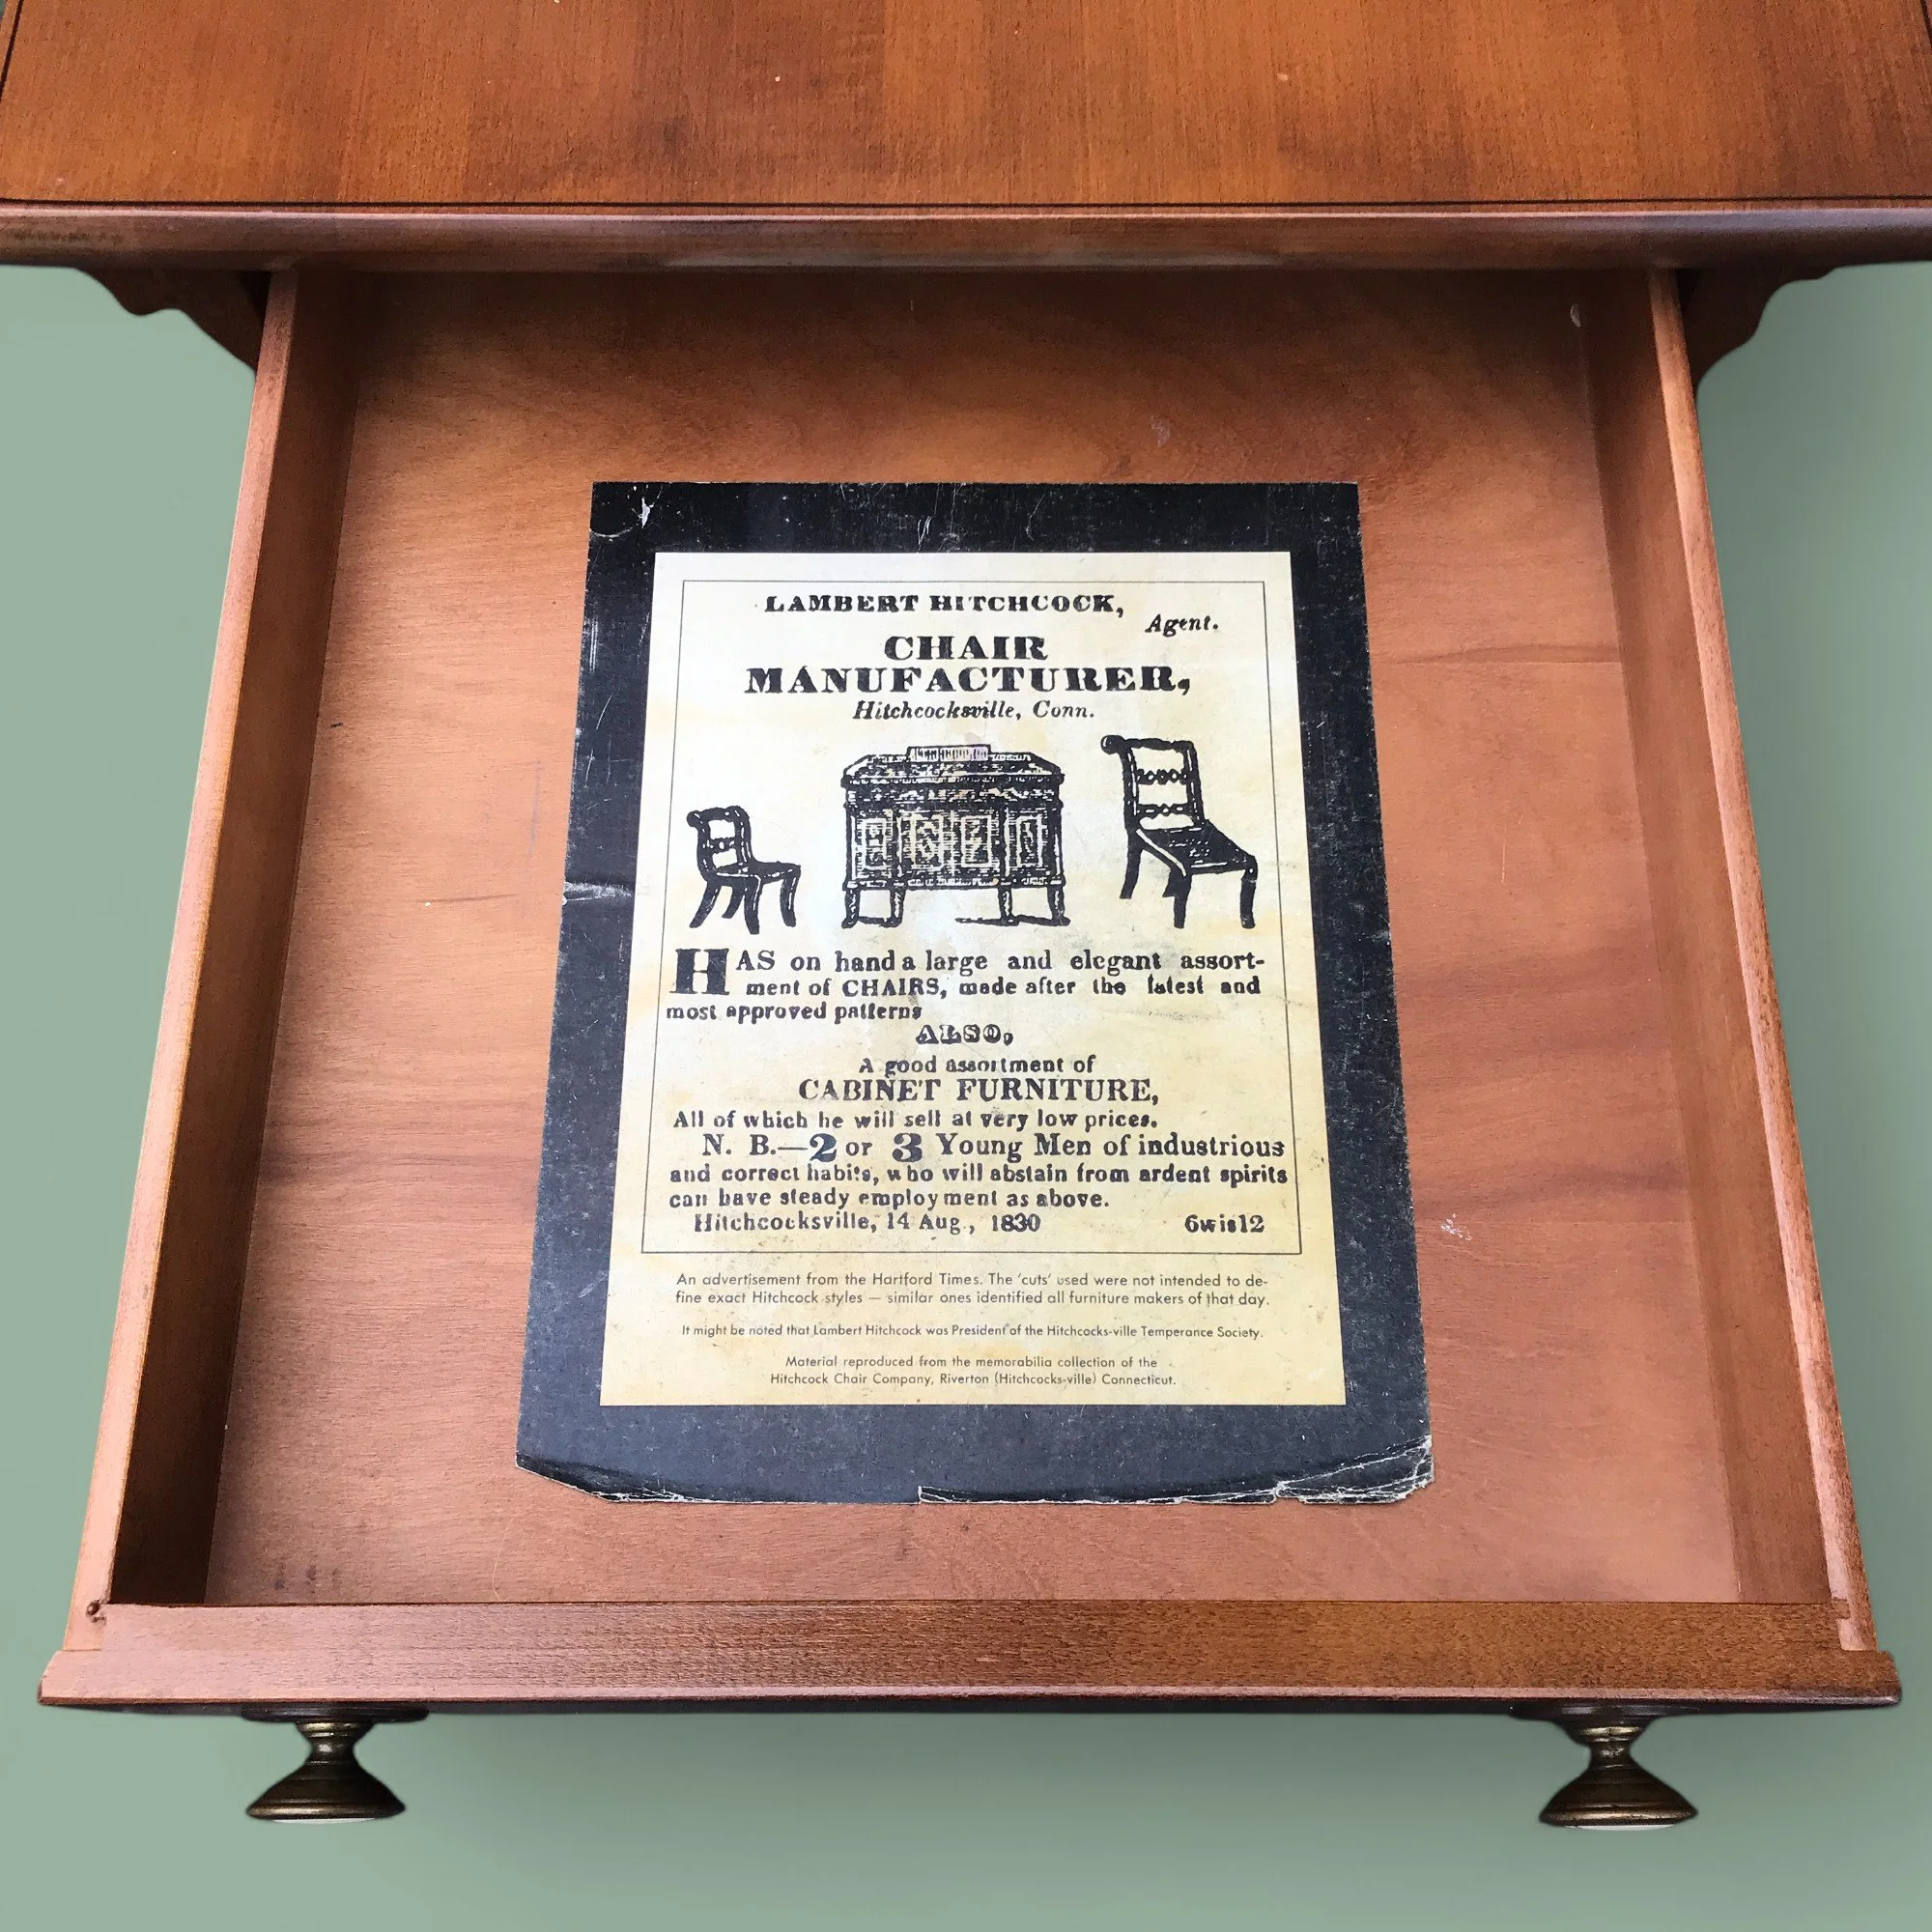 LAMBERT HITCHCOCK,
Agent.
CHAIR
MANUFACTURER,
Hitchcocksville, Conn.
HAS on hand a large and elegant assort-
ment of CHAIRS, made after the latest and
most approved patterns
ALSO,
A good assortment of
CABINET FURNITURE,
All of which he will sell at very low prices.
N. B.—2 or 3 Young Men of industrious
and correct habits, who will abstain from ardent spirits
can have steady employment as above.
Hitchcocksville, 14 Aug., 1830 6wis12
An advertisement from the Hartford Times. The 'cuts' used were not intended to de-
fine exact Hitchcock styles — similar ones identified all furniture makers of that day.
It might be noted that Lambert Hitchcock was President of the Hitchcocks-ville Temperance Society.
Material reproduced from the memorabilia collection of the
Hitchcock Chair Company, Riverton (Hitchcocks-ville) Connecticut.